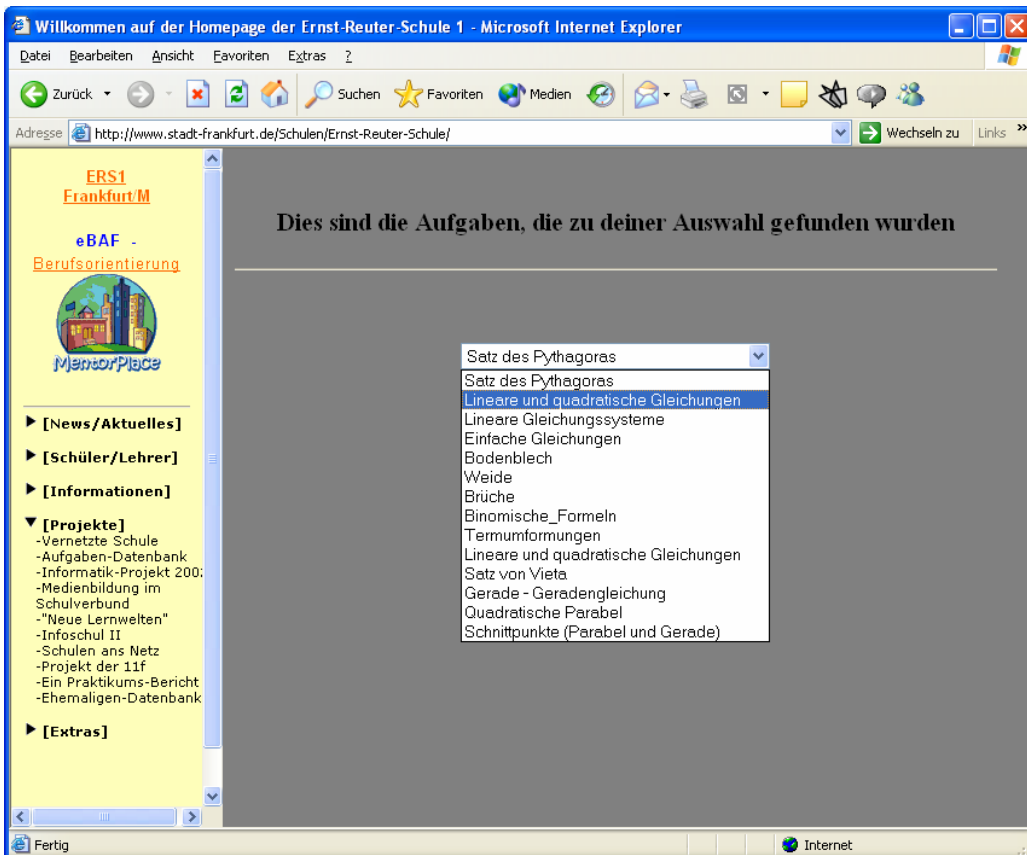 Willkommen auf der Homepage der Ernst-Reuter-Schule 1 - Microsoft Internet Explorer
Datei Bearbeiten Ansicht Favoriten Extras ?
Zurück Suchen Favoriten Medien
Adresse http://www.stadt-frankfurt.de/Schulen/Ernst-Reuter-Schule/ Wechseln zu Links »
ERS1
Frankfurt/M
eBAF -
Berufsorientierung
MentorPlace
[News/Aktuelles]
[Schüler/Lehrer]
[Informationen]
[Projekte]
-Vernetzte Schule
-Aufgaben-Datenbank
-Informatik-Projekt 200
-Medienbildung im
Schulverbund
-"Neue Lernwelten"
-Infoschul II
-Schulen ans Netz
-Projekt der 11f
-Ein Praktikums-Bericht
-Ehemaligen-Datenbank
[Extras]
Dies sind die Aufgaben, die zu deiner Auswahl gefunden wurden
Satz des Pythagoras
Satz des Pythagoras
Lineare und quadratische Gleichungen
Lineare Gleichungssysteme
Einfache Gleichungen
Bodenblech
Weide
Brüche
Binomische_Formeln
Termumformungen
Lineare und quadratische Gleichungen
Satz von Vieta
Gerade - Geradengleichung
Quadratische Parabel
Schnittpunkte (Parabel und Gerade)
Fertig Internet